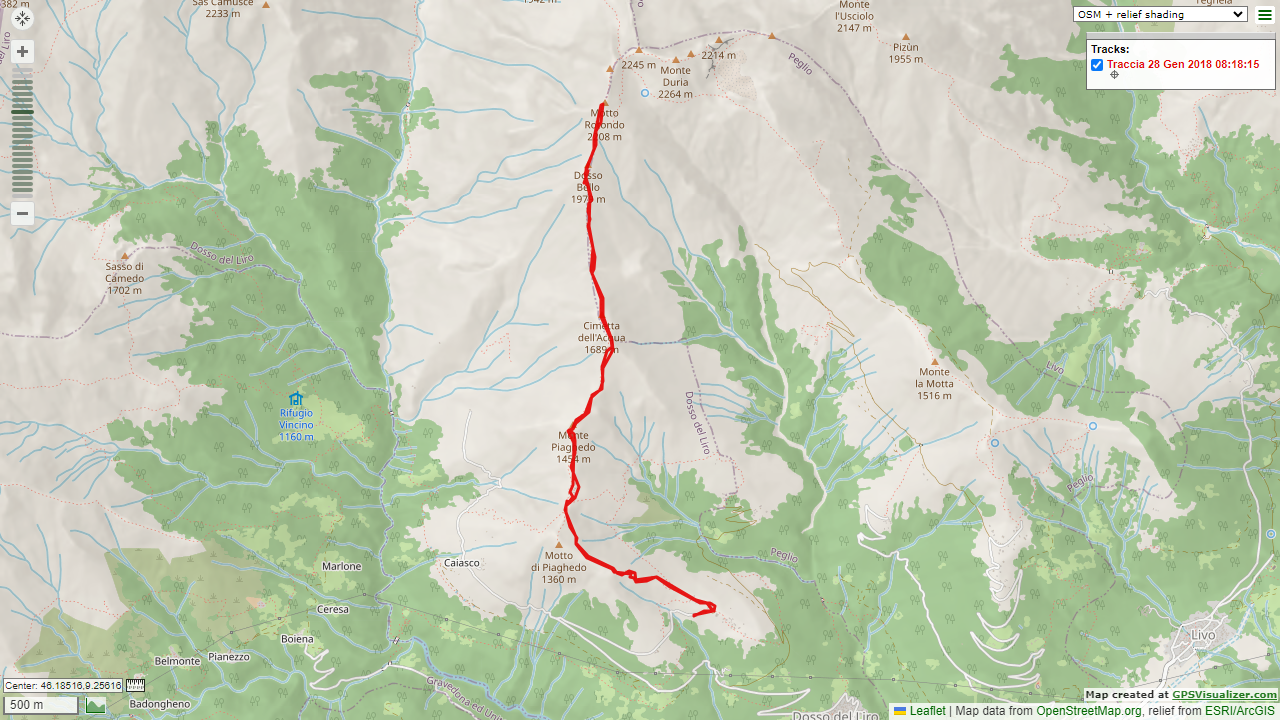 382 m
Sas Camusce
2233 m
1942 m
Monte
l'Usciolo
2147 m
OSM + relief shading
Tracks:
Traccia 28 Gen 2018 08:18:15
Pizùn
1955 m
2245 m
2214 m
Monte
Duria
2264 m
Peglio
Motto
Rotondo
Dosso
Bello
Dosso del Liro
Sasso di
Camedo
1702 m
Cimetta
dell'Acqua
1689 m
Livo
Monte
la Motta
1516 m
Dosso del Liro
Rifugio
Vincino
1160 m
Monte
Piaghedo
1454 m
Peglio
Motto
di Piaghedo
1360 m
Peglio
Caiasco
Marlone
Ceresa
Boiena
Belmonte
Pianezzo
Livo
Center: 46.18516,9.25616
500 m
Badongheno
Gravedona ed Uniti
Dosso del Liro
Map created at GPSVisualizer.com
Leaflet | Map data from OpenStreetMap.org, relief from ESRI/ArcGIS